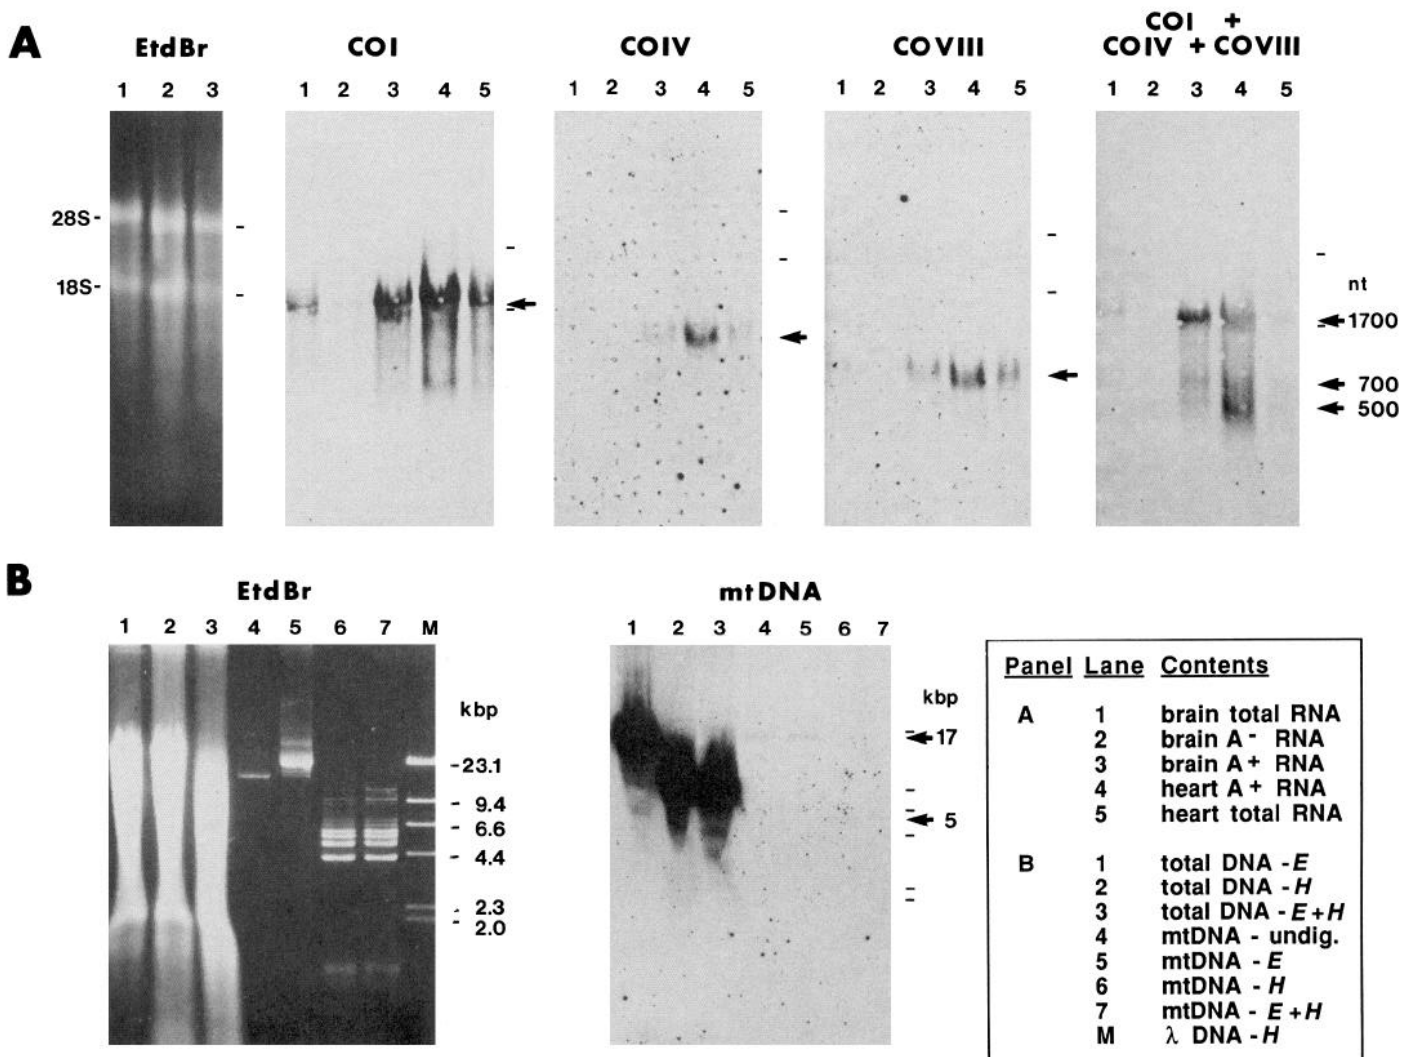 A
EtdBr
COI
COIV
COVIII
COI +
COIV + COVIII
1 2 3
1 2 3 4 5
1 2 3 4 5
1 2 3 4 5
1 2 3 4 5
28S-
18S-
nt
1700
700
500
B
EtdBr
mtDNA
1 2 3 4 5 6 7 M
1 2 3 4 5 6 7
kbp
-23.1
- 9.4
- 6.6
- 4.4
- 2.3
- 2.0
kbp
17
5
Panel Lane Contents
A 1 brain total RNA
2 brain A- RNA
3 brain A+ RNA
4 heart A+ RNA
5 heart total RNA
B 1 total DNA -E
2 total DNA -H
3 total DNA -E+H
4 mtDNA - undig.
5 mtDNA -E
6 mtDNA -H
7 mtDNA - E+H
M λ DNA -H